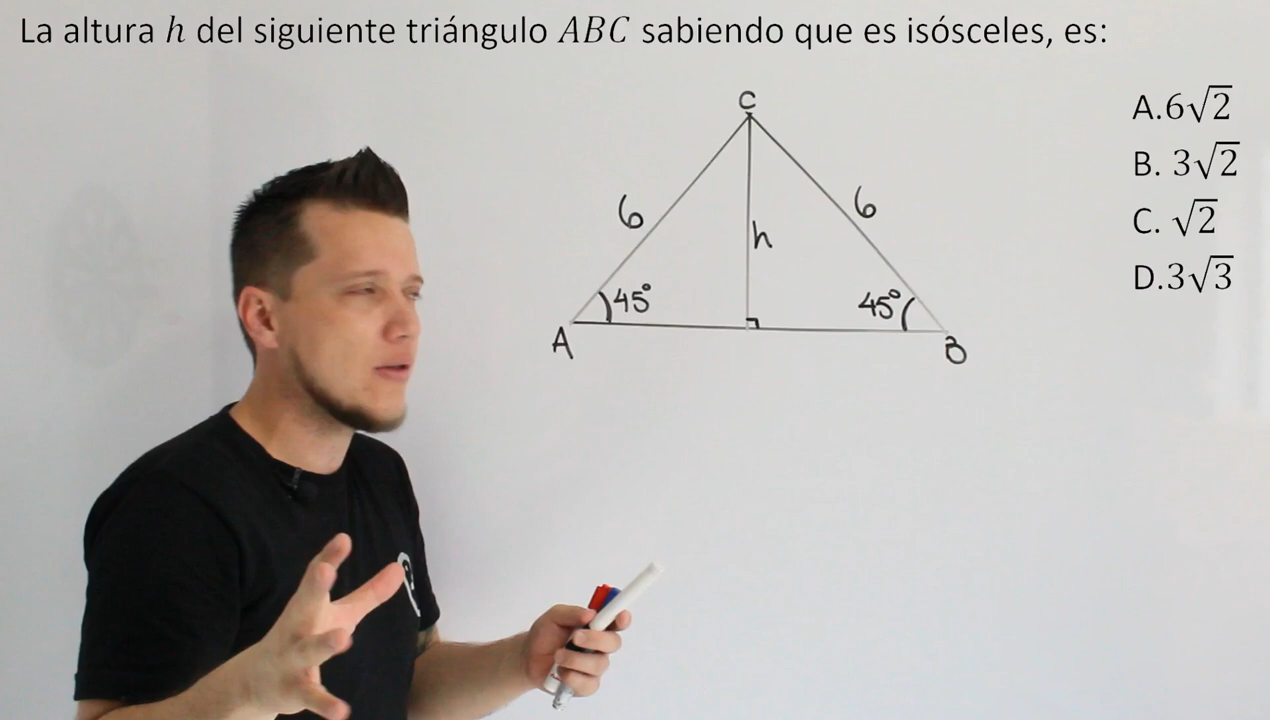 La altura h del siguiente triángulo ABC sabiendo que es isósceles, es:
C
A.6√2
B. 3√2
6
6
C. √2
h
D.3√3
45°
45°
A
B